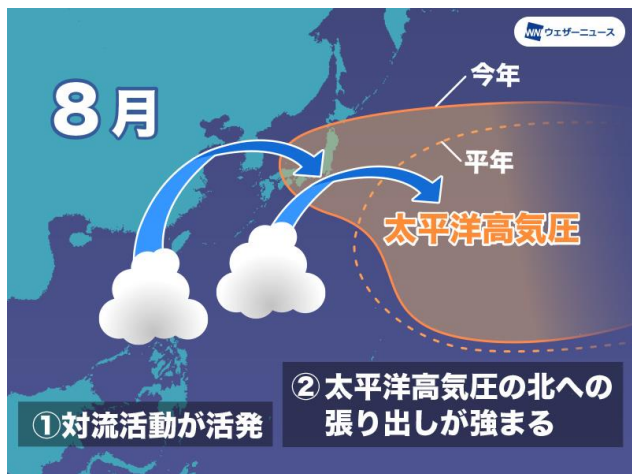 WNI ウェザーニュース
8月
今年
平年
太平洋高気圧
①対流活動が活発
②太平洋高気圧の北への
張り出しが強まる